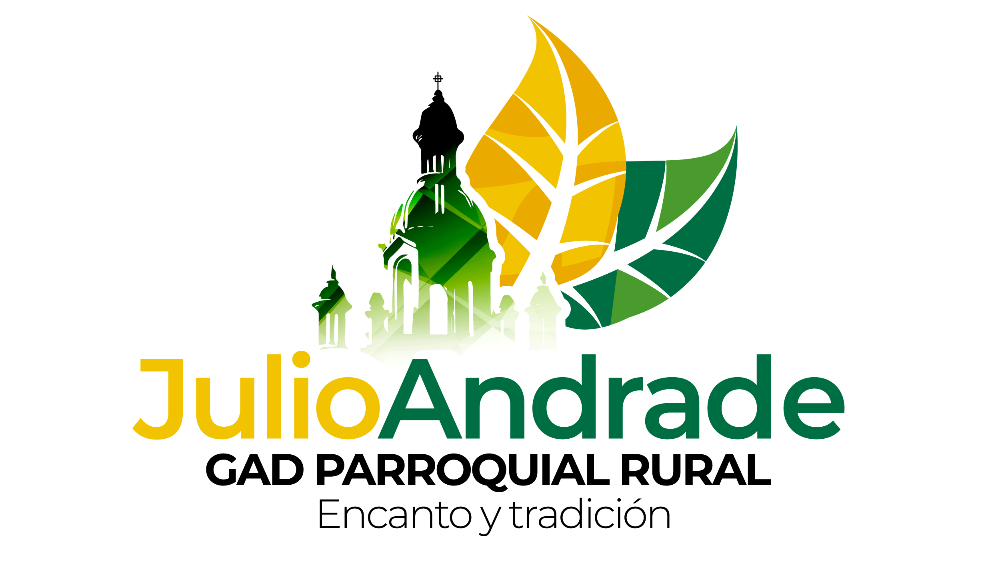 JulioAndrade
GAD PARROQUIAL RURAL
Encanto y tradición